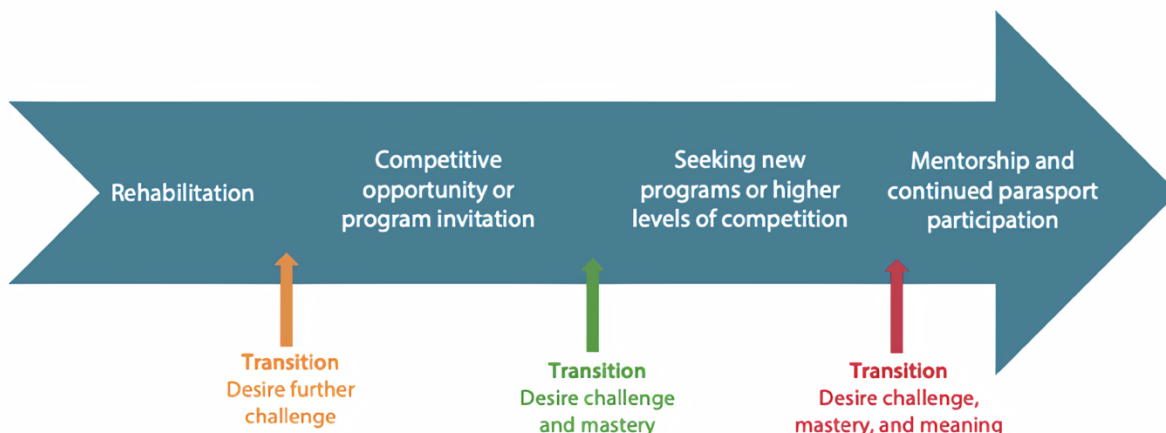 Rehabilitation
Competitive
opportunity or
program invitation
Seeking new
programs or higher
levels of competition
Mentorship and
continued parasport
participation
Transition
Desire further
challenge
Transition
Desire challenge
and mastery
Transition
Desire challenge,
mastery, and meaning